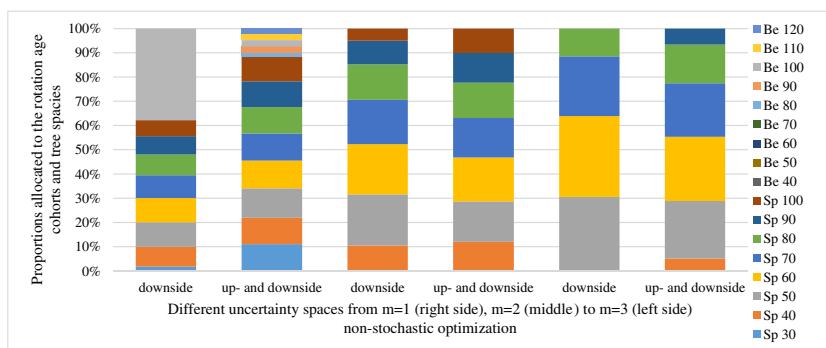 Proportions allocated to the rotation age
cohorts and tree spacies
100%
90%
80%
70%
60%
50%
40%
30%
20%
10%
0%
downside
up- and downside
downside
up- and downside
downside
up- and downside
Different uncertainty spaces from m=1 (right side), m=2 (middle) to m=3 (left side)
non-stochastic optimization
Be 120
Be 110
Be 100
Be 90
Be 80
Be 70
Be 60
Be 50
Be 40
Sp 100
Sp 90
Sp 80
Sp 70
Sp 60
Sp 50
Sp 40
Sp 30